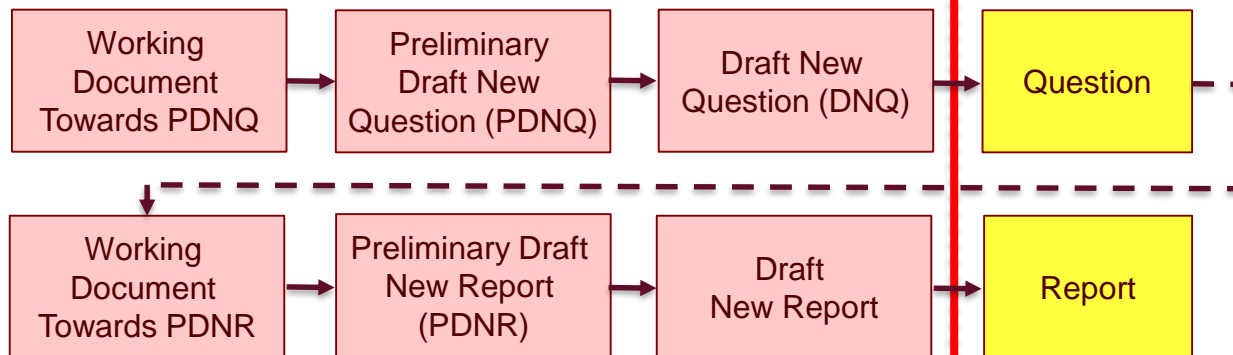 Working
Document
Towards PDNQ
Preliminary
Draft New
Question (PDNQ)
Draft New
Question (DNQ)
Question
Working
Document
Towards PDNR
Preliminary Draft
New Report
(PDNR)
Draft
New Report
Report